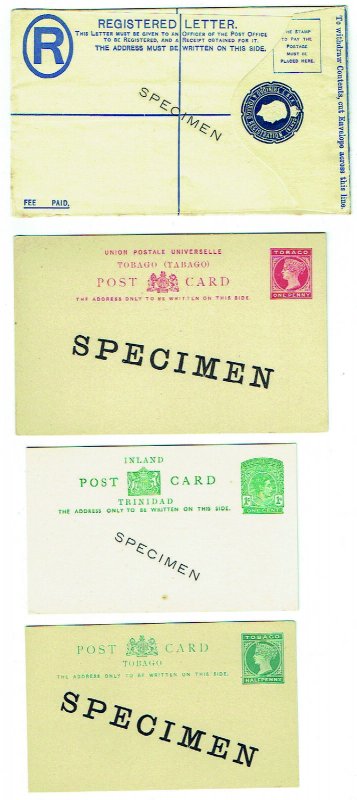 REGISTERED LETTER.
THIS LETTER MUST BE GIVEN TO AN OFFICER OF THE POST OFFICE
TO BE REGISTERED, AND A RECEIPT OBTAINED FOR IT.
THE ADDRESS MUST BE WRITTEN ON THIS SIDE.
R
THE STAMP
TO PAY THE
POSTAGE
MUST BE
PLACED HERE.
To withdraw Contents, cut Envelope across this line.
SPECIMEN
FEE PAID.
UNION POSTALE UNIVERSELLE
TOBAGO (TABAGO)
POST CARD
THE ADDRESS ONLY TO BE WRITTEN ON THIS SIDE.
TOBAGO
ONE PENNY
SPECIMEN
INLAND
POST CARD
TRINIDAD
THE ADDRESS ONLY TO BE WRITTEN ON THIS SIDE.
ONE CENT
SPECIMEN
POST CARD
TOBAGO
THE ADDRESS ONLY TO BE WRITTEN ON THIS SIDE.
TOBAGO
HALFPENNY
SPECIMEN